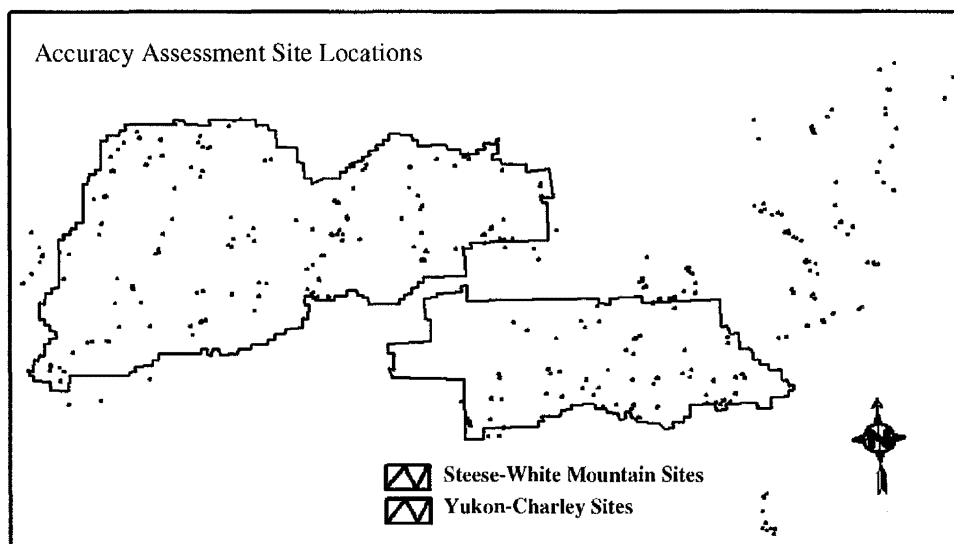 Accuracy Assessment Site Locations
N
Steese-White Mountain Sites
Yukon-Charley Sites